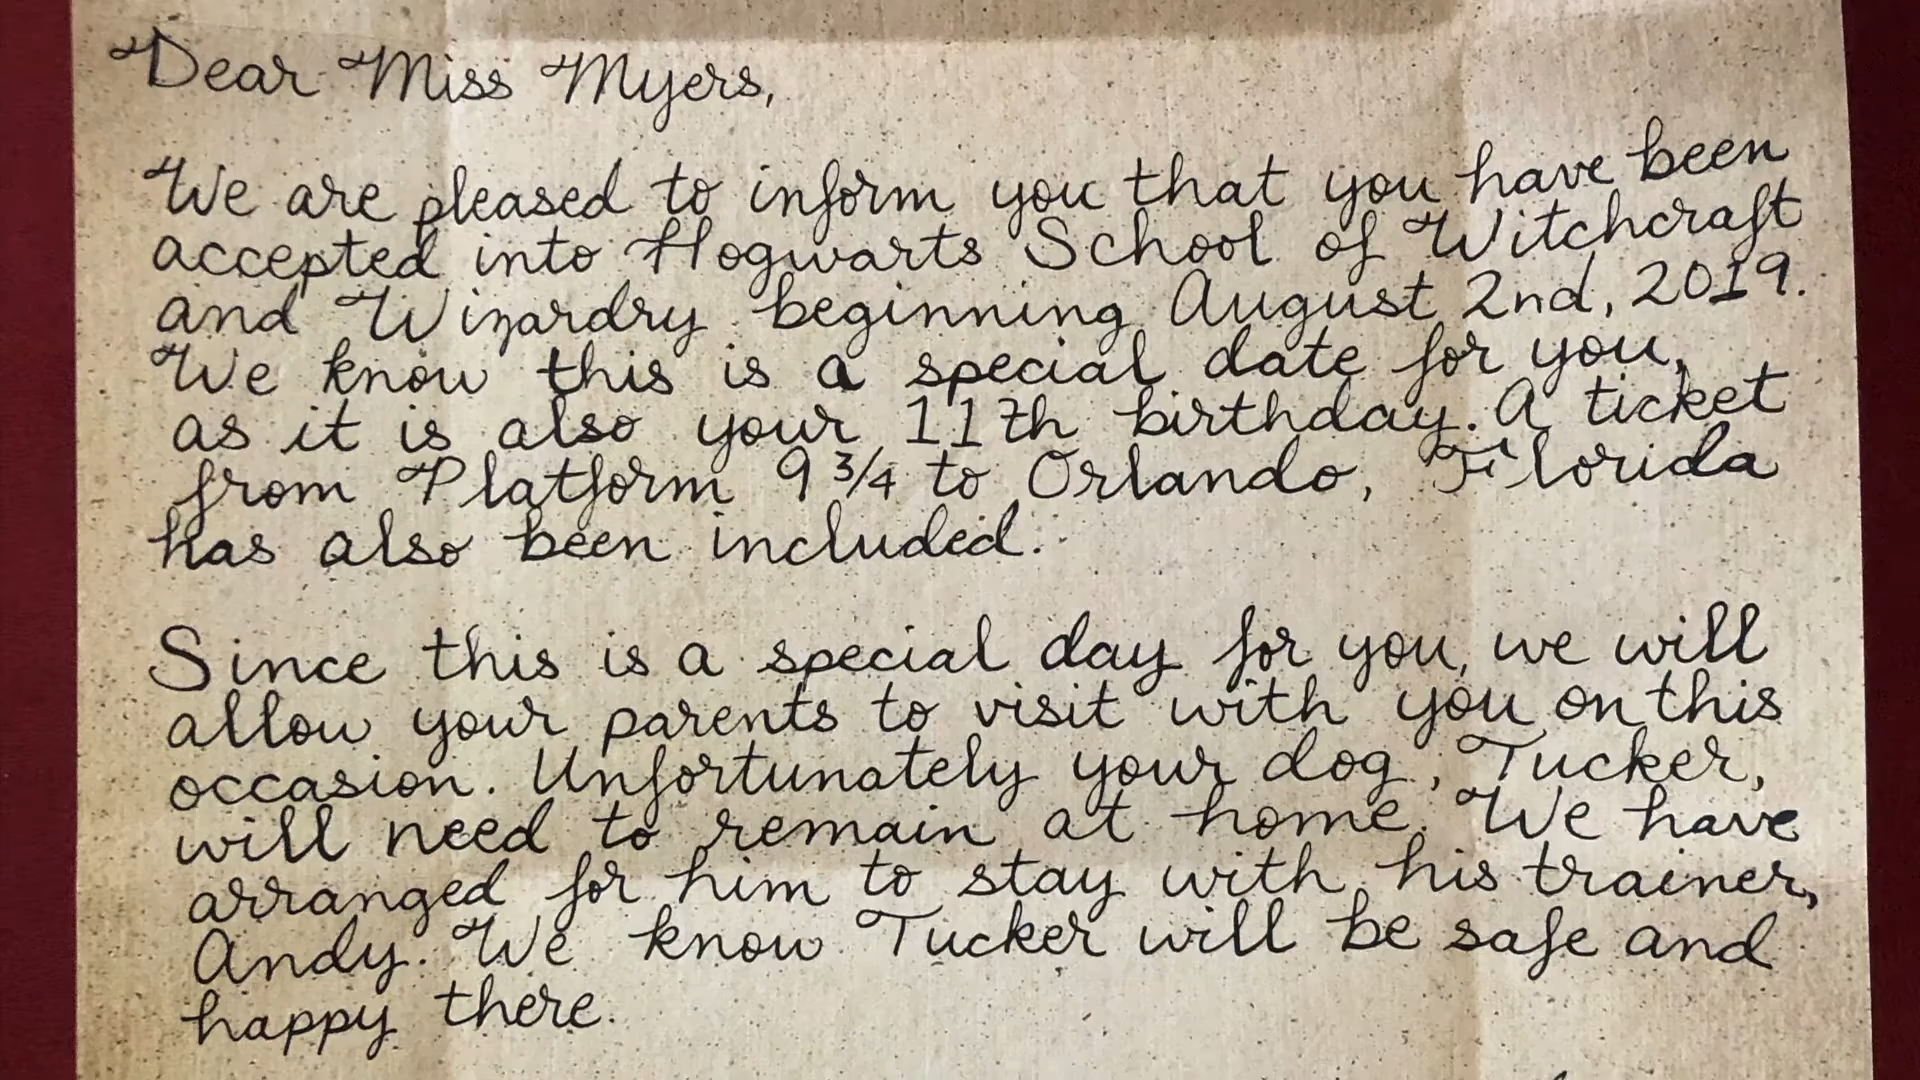 Dear Miss Myers,
We are pleased to inform you that you have been
accepted into Hogwarts School of Witchcraft
and Wizardry beginning August 2nd, 2019.
We know this is a special date for you,
as it is also your 11th birthday. A ticket
from Platform 9 3/4 to Orlando, Florida
has also been included.
Since this is a special day for you, we will
allow your parents to visit with you on this
occasion. Unfortunately your dog, Tucker,
will need to remain at home. We have
arranged for him to stay with his trainer,
Andy. We know Tucker will be safe and
happy there.